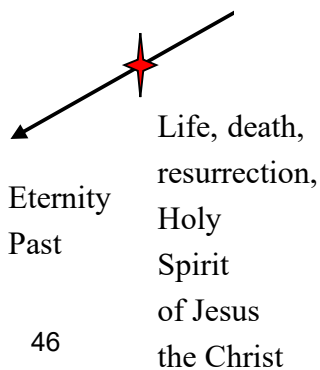 Eternity
Past
Life, death,
resurrection,
Holy
Spirit
of Jesus
the Christ
46